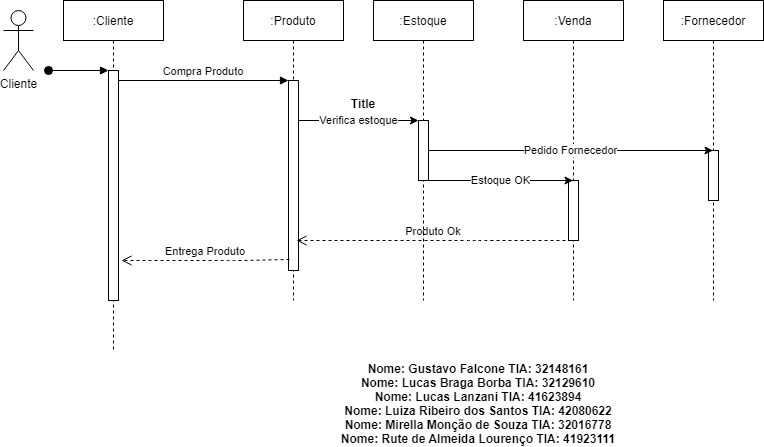 :Cliente
:Produto
:Estoque
:Venda
:Fornecedor
Cliente
Compra Produto
Title
Verifica estoque
Pedido Fornecedor
Estoque OK
Produto Ok
Entrega Produto
Nome: Gustavo Falcone TIA: 32148161
Nome: Lucas Braga Borba TIA: 32129610
Nome: Lucas Lanzani TIA: 41623894
Nome: Luiza Ribeiro dos Santos TIA: 42080622
Nome: Mirella Monção de Souza TIA: 32016778
Nome: Rute de Almeida Lourenço TIA: 41923111